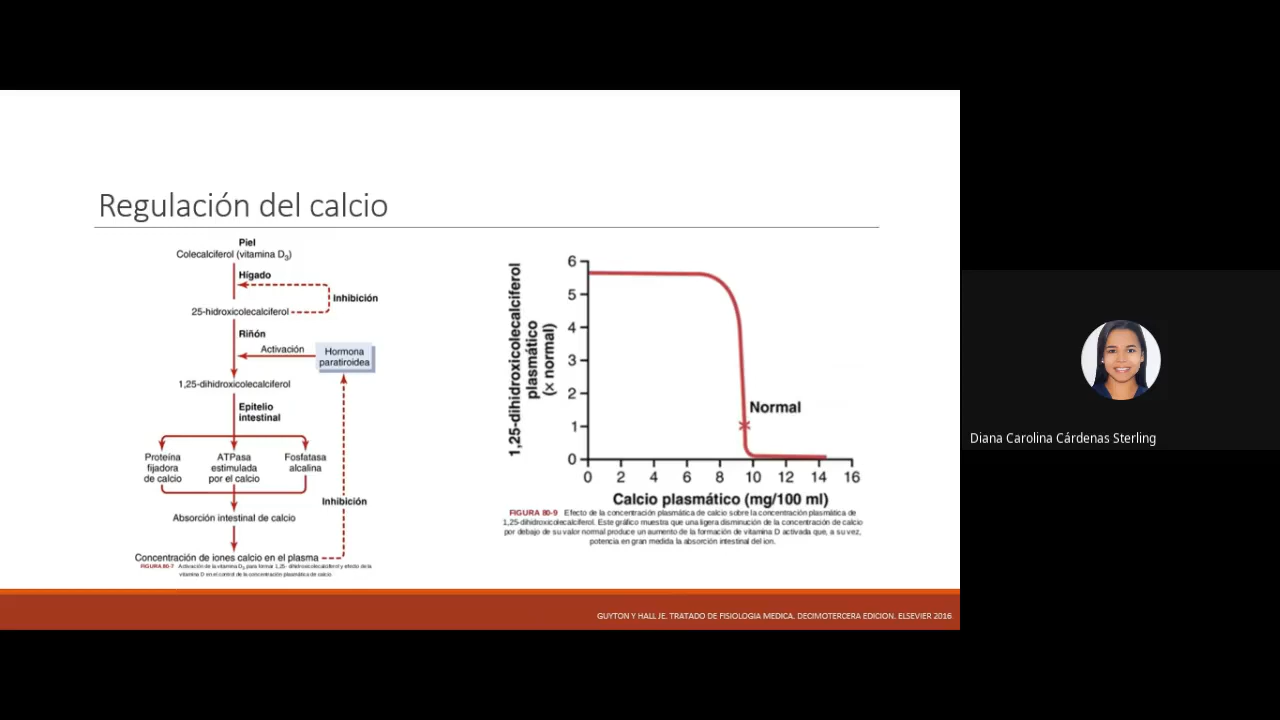 Regulación del calcio
Piel
Colecalciferol (vitamina D3)
Hígado
Inhibición
25-hidroxicolecalciferol
Riñón
Activación
Hormona
paratiroidea
1,25-dihidroxicolecalciferol
Epitelio
intestinal
Proteína
fijadora
de calcio
ATPasa
estimulada
por el calcio
Fosfatasa
alcalina
Inhibición
Absorción intestinal de calcio
Concentración de iones calcio en el plasma
FIGURA 80-7 Activación de la vitamina D3 para formar 1,25- dihidroxicolecalciferol y efecto de la
vitamina D en el control de la concentración plasmática de calcio
1,25-dihidroxicolecalciferol
plasmático
(× normal)
6
5
4
3
2
1
0
Normal
0 2 4 6 8 10 12 14 16
Calcio plasmático (mg/100 ml)
FIGURA 80-9 Efecto de la concentración plasmática de calcio sobre la concentración plasmática de
1,25-dihidroxicolecalciferol. Este gráfico muestra que una ligera disminución de la concentración de calcio
por debajo de su valor normal produce un aumento de la formación de vitamina D activada que, a su vez,
potencia en gran medida la absorción intestinal del ion.
GUYTON Y HALL JE. TRATADO DE FISIOLOGIA MEDICA. DECIMOTERCERA EDICION. ELSEVIER 2016
Diana Carolina Cárdenas Sterling